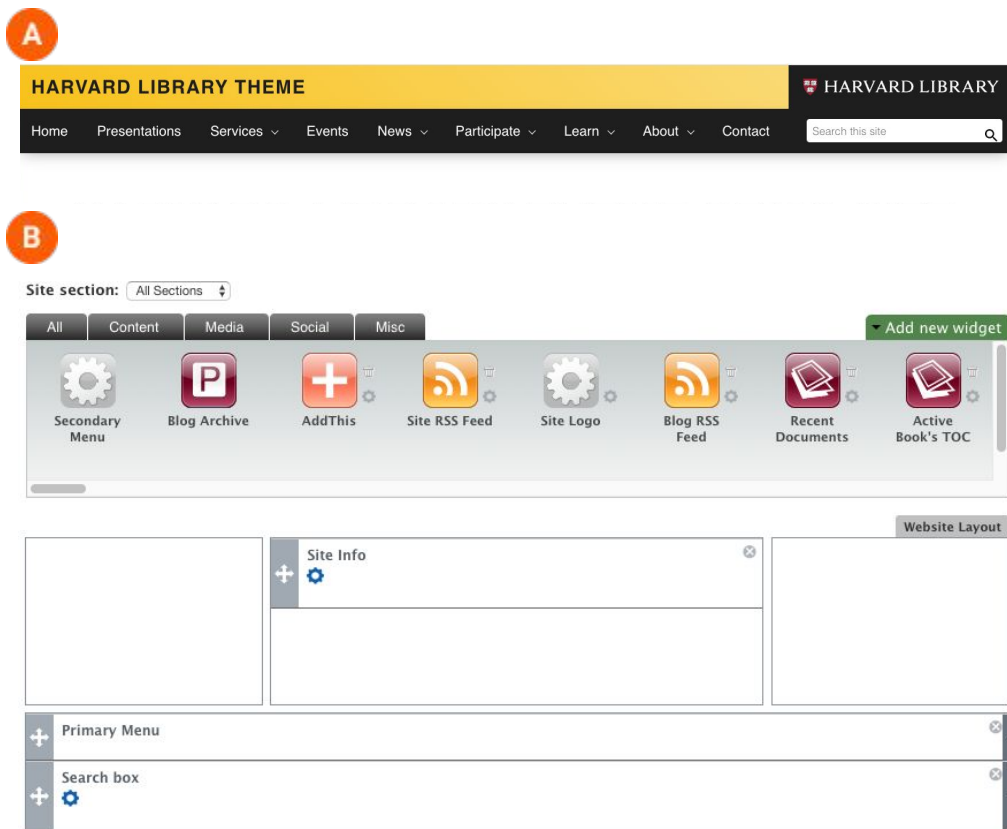 A
HARVARD LIBRARY THEME
HARVARD LIBRARY
Home Presentations Services Events News Participate Learn About Contact Search this site
B
Site section: All Sections
All Content Media Social Misc Add new widget
Secondary Menu
Blog Archive
AddThis
Site RSS Feed
Site Logo
Blog RSS Feed
Recent Documents
Active Book's TOC
Website Layout
Site Info
Primary Menu
Search box